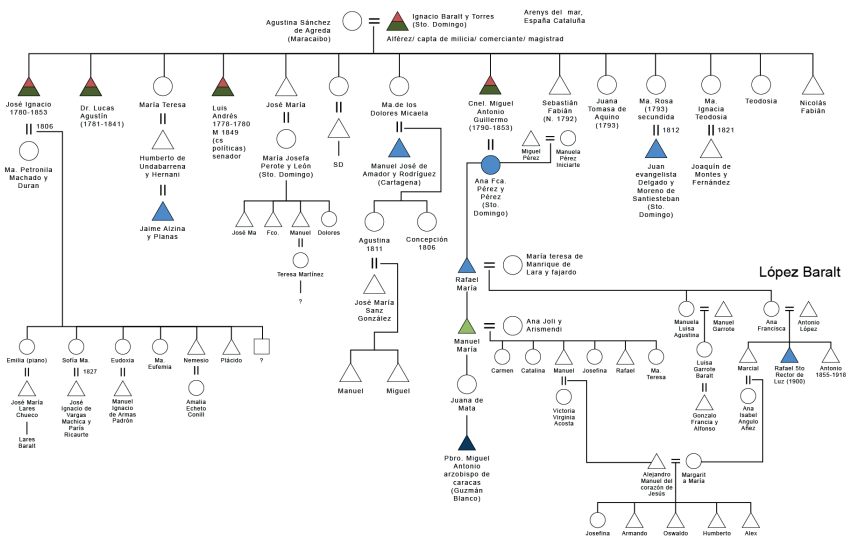 Agustina Sánchez
de Agreda
(Maracaibo)
=
Ignacio Baralt y Torres
(Sto. Domingo)
Alférez/ capta de milicia/ comerciante/ magistrad
Arenys del mar,
España Cataluña
José Ignacio
1780-1853
1806
Ma. Petronila
Machado y
Duran
Dr. Lucas
Agustín
(1781-1841)
María Teresa
Humberto de
Undabarrena
y Hernani
Jaime Alzina
y Planas
Luis
Andrés
1778-1780
M 1849
(cs
políticas)
senador
José María
María Josefa
Perote y León
(Sto. Domingo)
José Ma
Fco.
Manuel
Dolores
Teresa Martínez
?
SD
Ma.de los
Dolores Micaela
Manuel José de
Amador y Rodríguez
(Cartagena)
Agustina
1811
Concepción
1806
José María
Sanz
González
Manuel
Miguel
Cnel. Miguel
Antonio
Guillermo
(1790-1853)
Ana Fca.
Pérez y
Pérez
(Sto.
Domingo)
Sebastián
Fabián
(N. 1792)
Miguel
Pérez
=
Manuela
Pérez
Iniciarte
Juana
Tomasa de
Aquino
(1793)
Ma. Rosa
(1793)
secundida
1812
Juan
evangelista
Delgado y
Moreno de
Santiesteban
(Sto.
Domingo)
Ma.
Ignacia
Teodosia
1821
Joaquín de
Montes y
Fernández
Teodosia
Nicolás
Fabián
Rafael
María
=
María teresa de
Manrique de
Lara y fajardo
López Baralt
Manuel
María
=
Ana Joli y
Arismendi
Manuela
Luisa
Agustina
=
Manuel
Garrote
Ana
Francisca
=
Antonio
López
Juana de
Mata
Carmen
Catalina
Manuel
Josefina
Rafael
Ma.
Teresa
Luisa
Garrote
Baralt
Marcial
Rafael 5to
Rector de
Luz (1900)
Antonio
1855-1918
Victoria
Virginia
Acosta
Gonzalo
Francia y
Alfonso
Ana
Isabel
Angulo
Añez
Pbro. Miguel
Antonio
arzobispo de
caracas
(Guzmán
Blanco)
Alejandro
Manuel del
corazón de
Jesús
=
Margarit
a María
Josefina
Armando
Oswaldo
Humberto
Alex
Emilia (piano)
Sofía Ma.
Eudoxia
Ma.
Eufemia
Nemesio
Plácido
?
1827
José María
Lares
Chueco
Lares
Baralt
José
Ignacio de
Vargas
Machica y
París
Ricaurte
Manuel
Ignacio
de Armas
Padrón
Amalia
Echeto
Conill